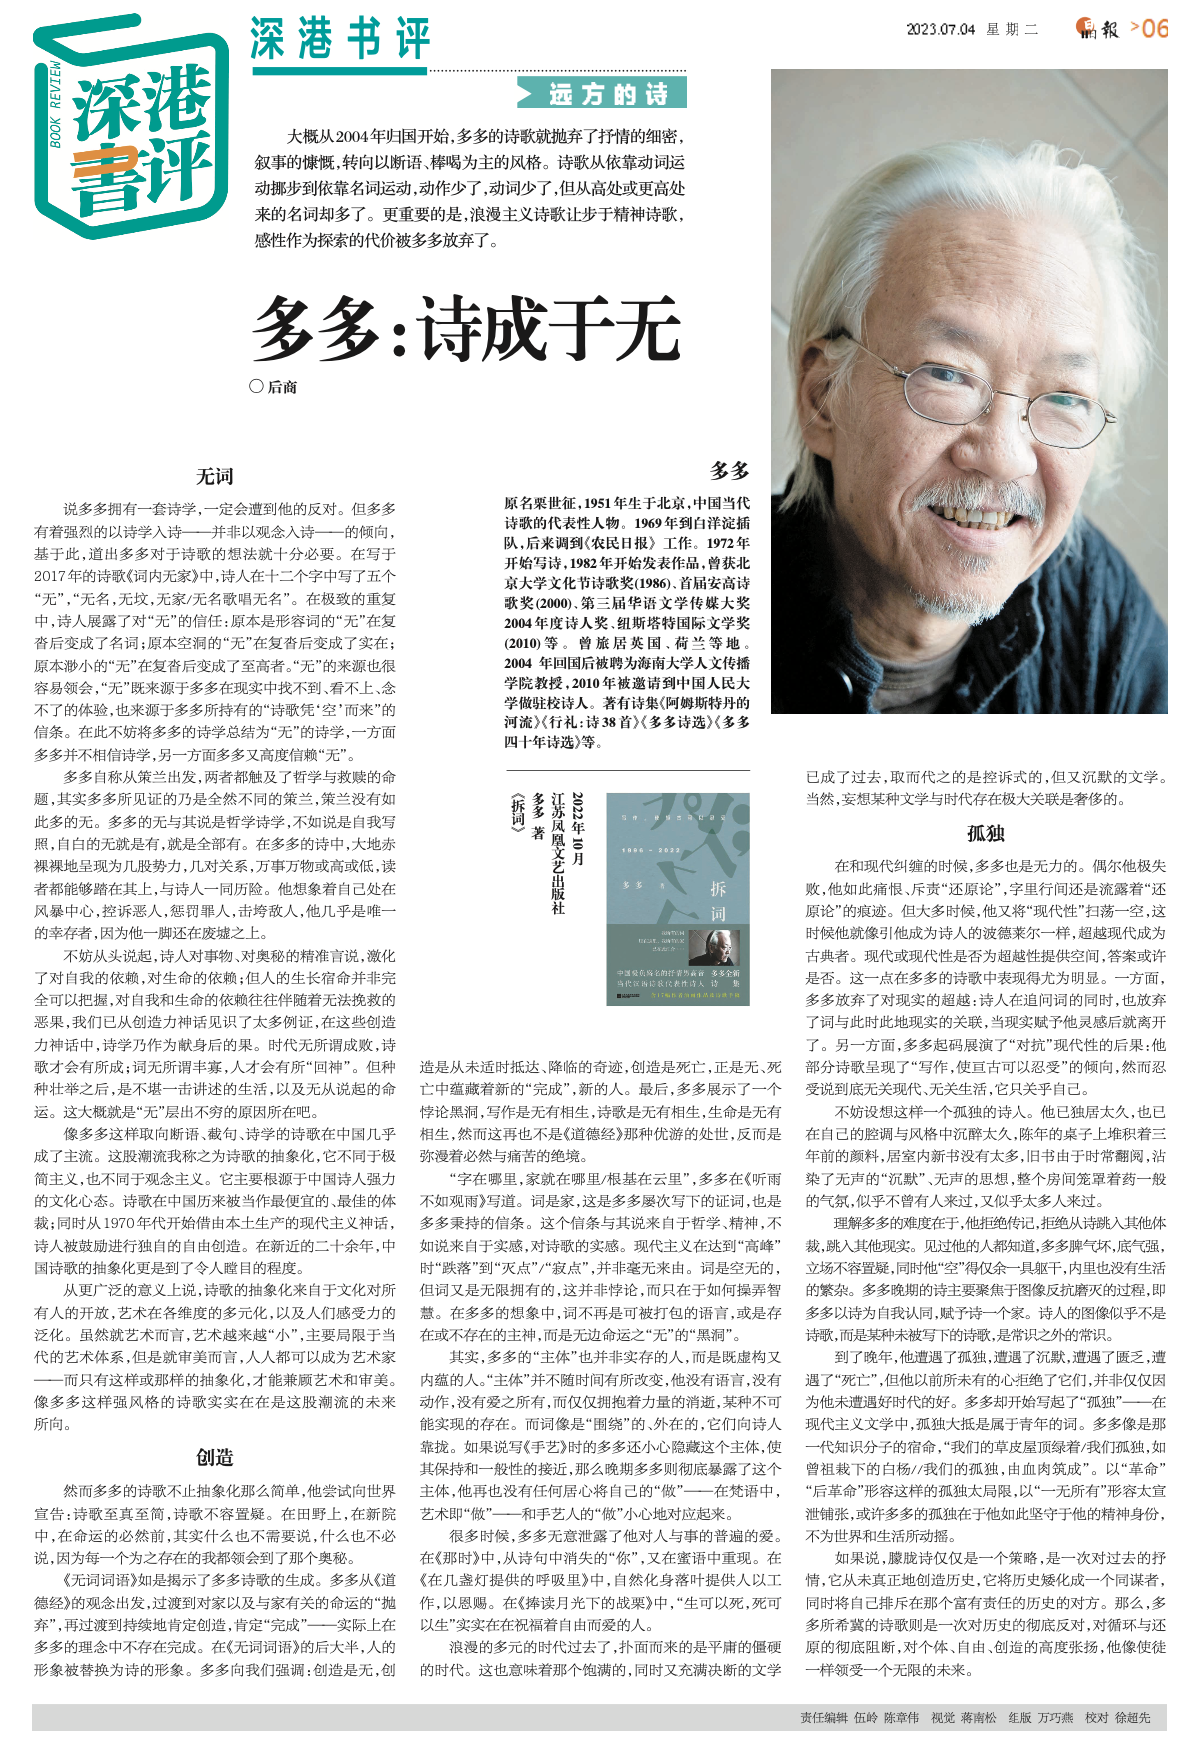 深港书评
BOOK REVIEW
深港書评
2023.07.04 星期二
晶報 >06
远方的诗
大概从2004年归国开始,多多的诗歌就抛弃了抒情的细密,
叙事的慷慨,转向以断语、棒喝为主的风格。诗歌从依靠动词运
动挪步到依靠名词运动,动作少了,动词少了,但从高处或更高处
来的名词却多了。更重要的是,浪漫主义诗歌让步于精神诗歌,
感性作为探索的代价被多多放弃了。
多多:诗成于无
○ 后商
无词
说多多拥有一套诗学,一定会遭到他的反对。但多多
有着强烈的以诗学入诗——并非以观念入诗——的倾向,
基于此,道出多多对于诗歌的想法就十分必要。在写于
2017年的诗歌《词内无家》中,诗人在十二个字中写了五个
“无”,“无名,无坟,无家/无名歌唱无名”。在极致的重复
中,诗人展露了对“无”的信任:原本是形容词的“无”在复
沓后变成了名词;原本空洞的“无”在复沓后变成了实在;
原本渺小的“无”在复沓后变成了至高者。“无”的来源也很
容易领会,“无”既来源于多多在现实中找不到、看不上、念
不了的体验,也来源于多多所持有的“诗歌凭‘空’而来”的
信条。在此不妨将多多的诗学总结为“无”的诗学,一方面
多多并不相信诗学,另一方面多多又高度信赖“无”。
多多自称从策兰出发,两者都触及了哲学与救赎的命
题,其实多多所见证的乃是全然不同的策兰,策兰没有如
此多的无。多多的无与其说是哲学诗学,不如说是自我写
照,自白的无就是有,就是全部有。在多多的诗中,大地赤
裸裸地呈现为几股势力,几对关系,万事万物或高或低,读
者都能够踏在其上,与诗人一同历险。他想象着自己处在
风暴中心,控诉恶人,惩罚罪人,击垮敌人,他几乎是唯一
的幸存者,因为他一脚还在废墟之上。
不妨从头说起,诗人对事物、对奥秘的精准言说,激化
了对自我的依赖,对生命的依赖;但人的生长宿命并非完
全可以把握,对自我和生命的依赖往往伴随着无法挽救的
恶果,我们已从创造力神话见识了太多例证,在这些创造
力神话中,诗学乃作为献身后的果。时代无所谓成败,诗
歌才会有所成;词无所谓丰寡,人才会有所“回神”。但种
种壮举之后,是不堪一击讲述的生活,以及无从说起的命
运。这大概就是“无”层出不穷的原因所在吧。
像多多这样取向断语、截句、诗学的诗歌在中国几乎
成了主流。这股潮流我称之为诗歌的抽象化,它不同于极
简主义,也不同于观念主义。它主要根源于中国诗人强力
的文化心态。诗歌在中国历来被当作最便宜的、最佳的体
裁;同时从1970年代开始借由本土生产的现代主义神话,
诗人被鼓励进行独自的自由创造。在新近的二十余年,中
国诗歌的抽象化更是到了令人瞠目的程度。
从更广泛的意义上说,诗歌的抽象化来自于文化对所
有人的开放,艺术在各维度的多元化,以及人们感受力的
泛化。虽然就艺术而言,艺术越来越“小”,主要局限于当
代的艺术体系,但是就审美而言,人人都可以成为艺术家
——而只有这样或那样的抽象化,才能兼顾艺术和审美。
像多多这样强风格的诗歌实实在在是这股潮流的未来
所向。
创造
然而多多的诗歌不止抽象化那么简单,他尝试向世界
宣告:诗歌至真至简,诗歌不容置疑。在田野上,在新院
中,在命运的必然前,其实什么也不需要说,什么也不必
说,因为每一个为之存在的我都领会到了那个奥秘。
《无词词语》如是揭示了多多诗歌的生成。多多从《道
德经》的观念出发,过渡到对家以及与家有关的命运的“抛
弃”,再过渡到持续地肯定创造,肯定“完成”——实际上在
多多的理念中不存在完成。在《无词词语》的后大半,人的
形象被替换为诗的形象。多多向我们强调:创造是无,创
多多
原名栗世征,1951年生于北京,中国当代
诗歌的代表性人物。1969年到白洋淀插
队,后来调到《农民日报》工作。1972年
开始写诗,1982年开始发表作品,曾获北
京大学文化节诗歌奖(1986)、首届安高诗
歌奖(2000)、第三届华语文学传媒大奖
2004年度诗人奖、纽斯塔特国际文学奖
(2010)等。曾旅居英国、荷兰等地。
2004 年回国后被聘为海南大学人文传播
学院教授,2010年被邀请到中国人民大
学做驻校诗人。著有诗集《阿姆斯特丹的
河流》《行礼:诗38首》《多多诗选》《多多
四十年诗选》等。
《拆词》
多多 著
江苏凤凰文艺出版社
2022年10月
1996 - 2022
多多 著
拆词
多多全新
诗集
造是从未适时抵达、降临的奇迹,创造是死亡,正是无、死
亡中蕴藏着新的“完成”,新的人。最后,多多展示了一个
悖论黑洞,写作是无有相生,诗歌是无有相生,生命是无有
相生,然而这再也不是《道德经》那种优游的处世,反而是
弥漫着必然与痛苦的绝境。
“字在哪里,家就在哪里/根基在云里”,多多在《听雨
不如观雨》写道。词是家,这是多多屡次写下的证词,也是
多多秉持的信条。这个信条与其说来自于哲学、精神,不
如说来自于实感,对诗歌的实感。现代主义在达到“高峰”
时“跌落”到“灭点”/“寂点”,并非毫无来由。词是空无的,
但词又是无限拥有的,这并非悖论,而只在于如何操弄智
慧。在多多的想象中,词不再是可被打包的语言,或是存
在或不存在的主神,而是无边命运之“无”的“黑洞”。
其实,多多的“主体”也并非实存的人,而是既虚构又
内蕴的人。“主体”并不随时间有所改变,他没有语言,没有
动作,没有爱之所有,而仅仅拥抱着力量的消逝,某种不可
能实现的存在。而词像是“围绕”的、外在的,它们向诗人
靠拢。如果说写《手艺》时的多多还小心隐藏这个主体,使
其保持和一般性的接近,那么晚期多多则彻底暴露了这个
主体,他再也没有任何居心将自己的“做”——在梵语中,
艺术即“做”——和手艺人的“做”小心地对应起来。
很多时候,多多无意泄露了他对人与事的普遍的爱。
在《那时》中,从诗句中消失的“你”,又在蜜语中重现。在
《在几盏灯提供的呼吸里》中,自然化身落叶提供人以工
作,以恩赐。在《捧读月光下的战栗》中,“生可以死,死可
以生”实实在在祝福着自由而爱的人。
浪漫的多元的时代过去了,扑面而来的是平庸的僵硬
的时代。这也意味着那个饱满的,同时又充满决断的文学
已成了过去,取而代之的是控诉式的,但又沉默的文学。
当然,妄想某种文学与时代存在极大关联是奢侈的。
孤独
在和现代纠缠的时候,多多也是无力的。偶尔他极失
败,他如此痛恨、斥责“还原论”,字里行间还是流露着“还
原论”的痕迹。但大多时候,他又将“现代性”扫荡一空,这
时候他就像引他成为诗人的波德莱尔一样,超越现代成为
古典者。现代或现代性是否为超越性提供空间,答案或许
是否。这一点在多多的诗歌中表现得尤为明显。一方面,
多多放弃了对现实的超越:诗人在追问词的同时,也放弃
了词与此时此地现实的关联,当现实赋予他灵感后就离开
了。另一方面,多多起码展演了“对抗”现代性的后果:他
部分诗歌呈现了“写作,使亘古可以忍受”的倾向,然而忍
受说到底无关现代、无关生活,它只关乎自己。
不妨设想这样一个孤独的诗人。他已独居太久,也已
在自己的腔调与风格中沉醉太久,陈年的桌子上堆积着三
年前的颜料,居室内新书没有太多,旧书由于时常翻阅,沾
染了无声的“沉默”、无声的思想,整个房间笼罩着药一般
的气氛,似乎不曾有人来过,又似乎太多人来过。
理解多多的难度在于,他拒绝传记,拒绝从诗跳入其他体
裁,跳入其他现实。见过他的人都知道,多多脾气坏,底气强,
立场不容置疑,同时他“空”得仅余一具躯干,内里也没有生活
的繁杂。多多晚期的诗主要聚焦于图像反抗磨灭的过程,即
多多以诗为自我认同,赋予诗一个家。诗人的图像似乎不是
诗歌,而是某种未被写下的诗歌,是常识之外的常识。
到了晚年,他遭遇了孤独,遭遇了沉默,遭遇了匮乏,遭
遇了“死亡”,但他以前所未有的心拒绝了它们,并非仅仅因
为他未遭遇好时代的好。多多却开始写起了“孤独”——在
现代主义文学中,孤独大抵是属于青年的词。多多像是那
一代知识分子的宿命,“我们的草皮屋顶绿着/我们孤独,如
曾祖栽下的白杨//我们的孤独,由血肉筑成”。以“革命”
“后革命”形容这样的孤独太局限,以“一无所有”形容太宣
泄铺张,或许多多的孤独在于他如此坚守于他的精神身份,
不为世界和生活所动摇。
如果说,朦胧诗仅仅是一个策略,是一次对过去的抒
情,它从未真正地创造历史,它将历史矮化成一个同谋者,
同时将自己排斥在那个富有责任的历史的对方。那么,多
多所希冀的诗歌则是一次对历史的彻底反对,对循环与还
原的彻底阻断,对个体、自由、创造的高度张扬,他像使徒
一样领受一个无限的未来。
责任编辑 伍岭 陈章伟 视觉 蒋南松 组版 万巧燕 校对 徐超先